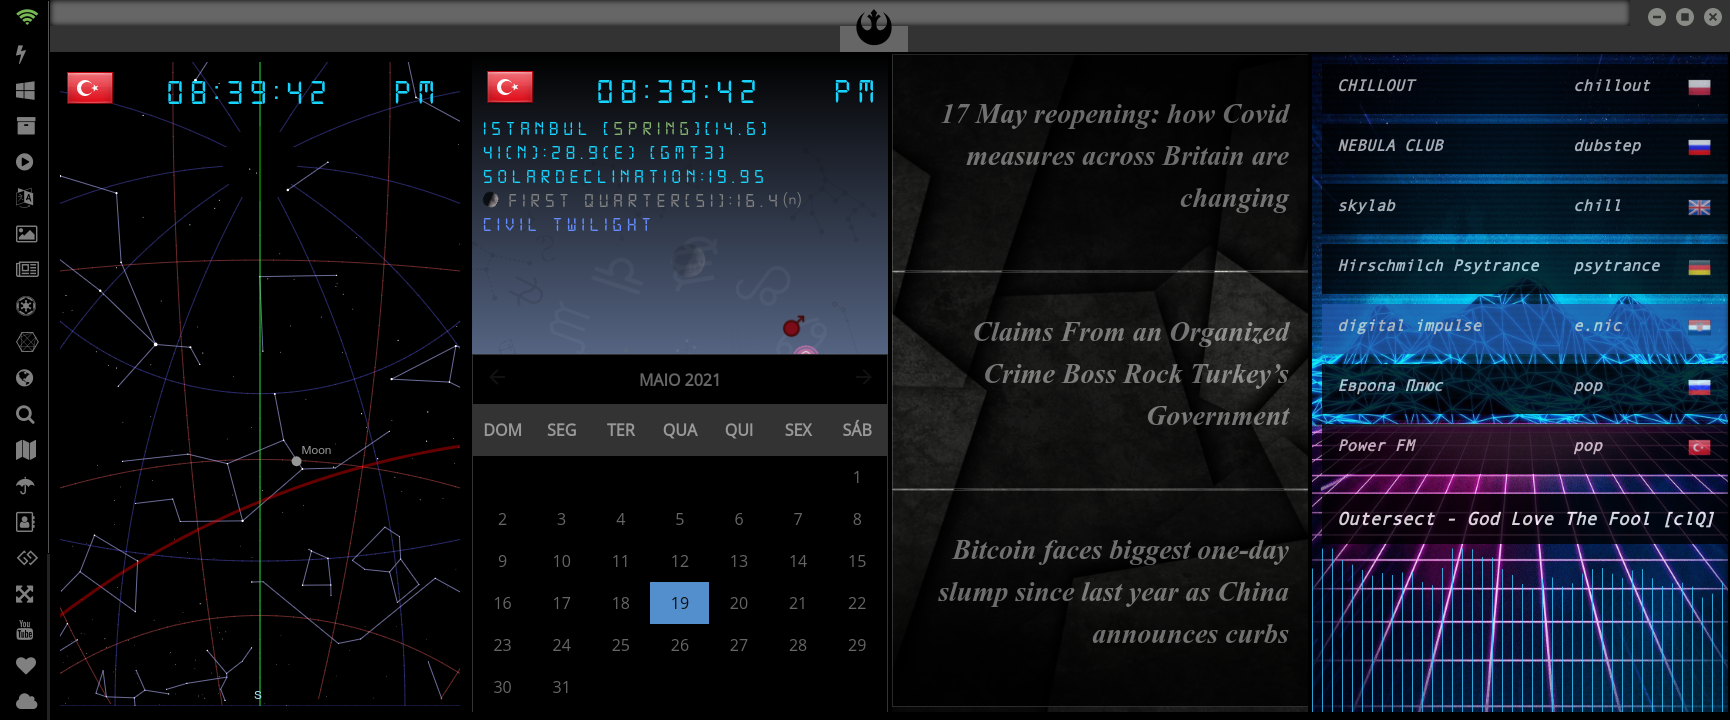 08:39:42 PM
Moon
S
08:39:42 PM
ISTANBUL [SPRING](14.6)
41(N):28.9(E) [GMT3]
SOLARDECLINATION:19.95
FIRST QUARTER[51]:16.4(n)
CIVIL TWILIGHT
MAIO 2021
DOM SEG TER QUA QUI SEX SÁB
1
2 3 4 5 6 7 8
9 10 11 12 13 14 15
16 17 18 19 20 21 22
23 24 25 26 27 28 29
30 31
17 May reopening: how Covid
measures across Britain are
changing
Claims From an Organized
Crime Boss Rock Turkey’s
Government
Bitcoin faces biggest one-day
slump since last year as China
announces curbs
CHILLOUT chillout
NEBULA CLUB dubstep
skylab chill
Hirschmilch Psytrance psytrance
digital impulse e.nic
Европа Плюс pop
Power FM pop
Outersect - God Love The Fool [clQ]
You
Tube